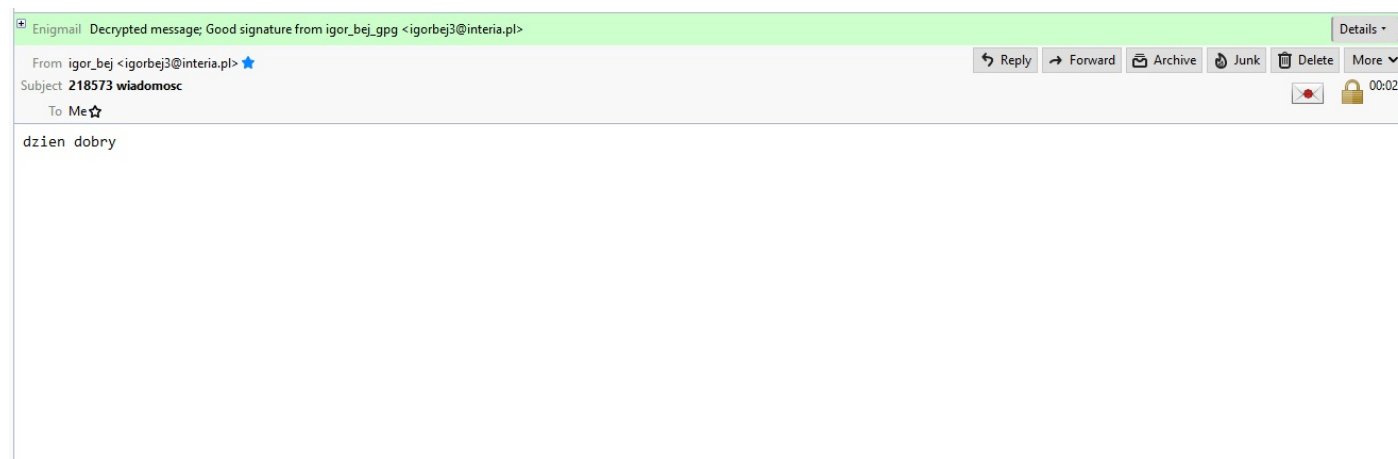 Enigmail Decrypted message; Good signature from igor_bej_gpg <igorbej3@interia.pl> Details
From igor_bej <igorbej3@interia.pl> Reply Forward Archive Junk Delete More
Subject 218573 wiadomosc 00:02
To Me
dzien dobry